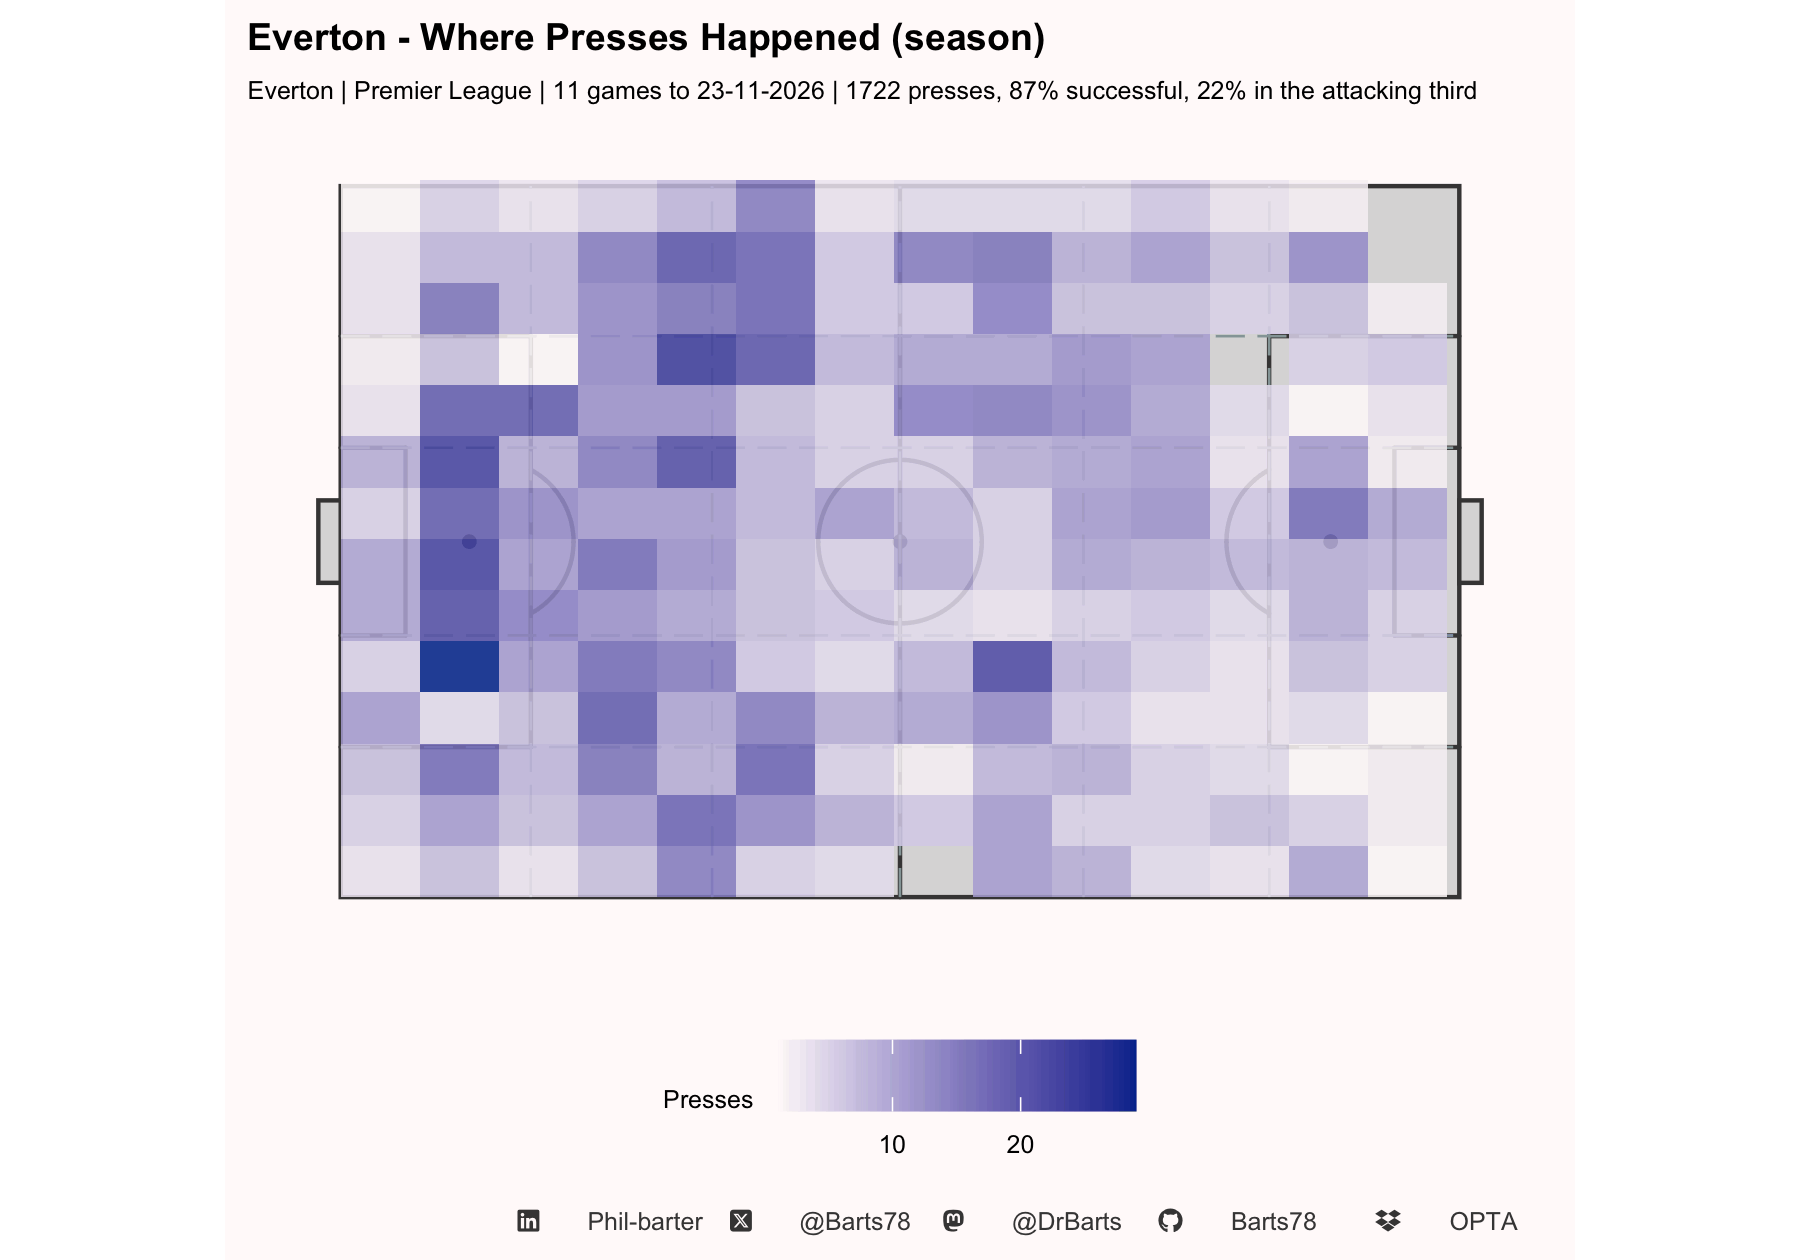 Everton - Where Presses Happened (season)
Everton | Premier League | 11 games to 23-11-2026 | 1722 presses, 87% successful, 22% in the attacking third
Presses
10 20
Phil-barter @Barts78 @DrBarts Barts78 OPTA